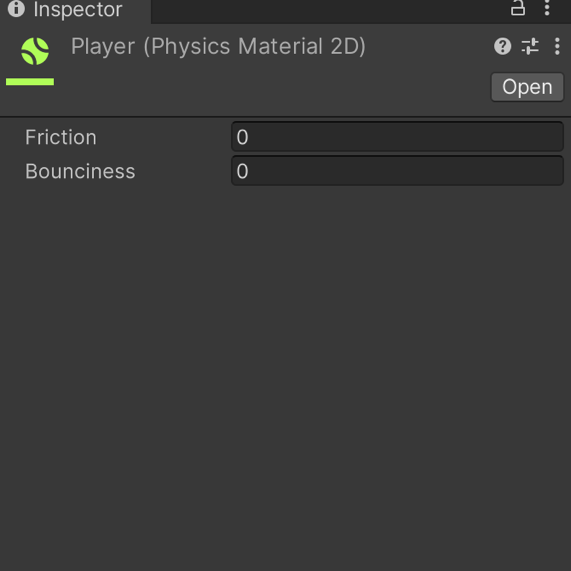 Inspector
Player (Physics Material 2D)
Open
Friction 0
Bounciness 0